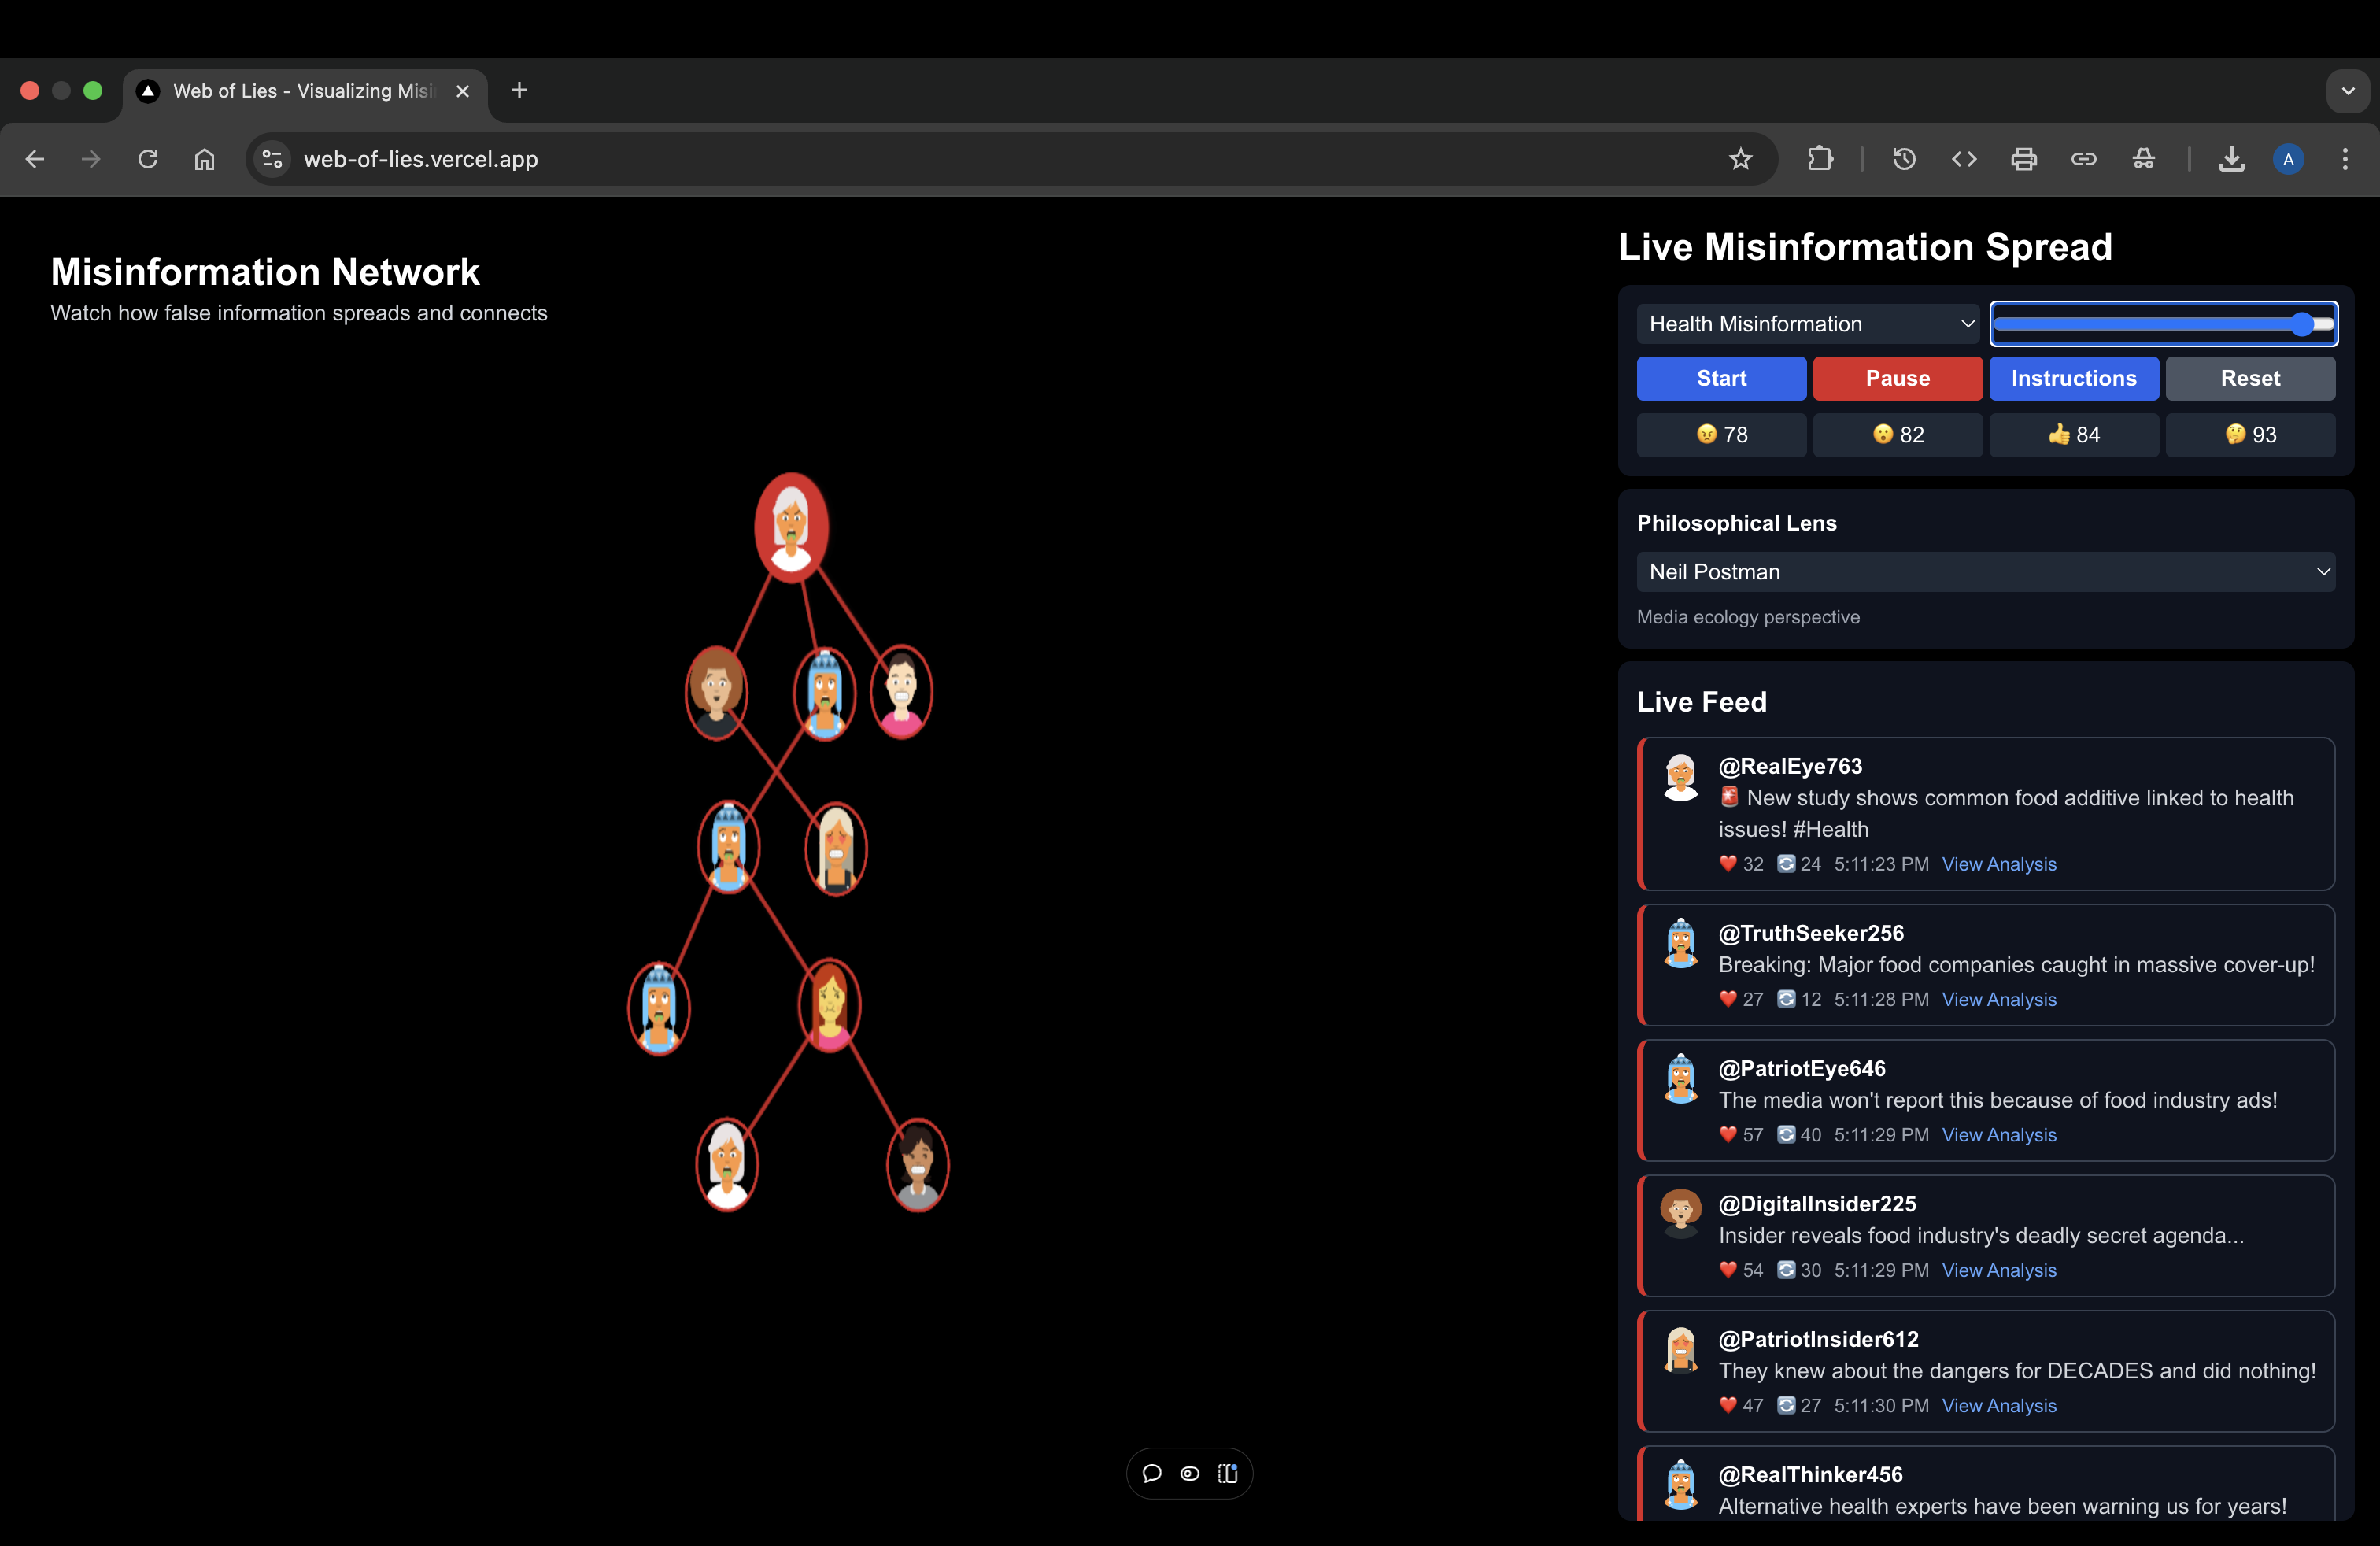 Web of Lies - Visualizing Misi
web-of-lies.vercel.app
A
Misinformation Network
Watch how false information spreads and connects
Live Misinformation Spread
Health Misinformation
Start Pause Instructions Reset
😠 78 😮 82 👍 84 🤔 93
Philosophical Lens
Neil Postman
Media ecology perspective
Live Feed
@RealEye763
🚨 New study shows common food additive linked to health
issues! #Health
❤️ 32 🔄 24 5:11:23 PM View Analysis
@TruthSeeker256
Breaking: Major food companies caught in massive cover-up!
❤️ 27 🔄 12 5:11:28 PM View Analysis
@PatriotEye646
The media won't report this because of food industry ads!
❤️ 57 🔄 40 5:11:29 PM View Analysis
@DigitalInsider225
Insider reveals food industry's deadly secret agenda...
❤️ 54 🔄 30 5:11:29 PM View Analysis
@PatriotInsider612
They knew about the dangers for DECADES and did nothing!
❤️ 47 🔄 27 5:11:30 PM View Analysis
@RealThinker456
Alternative health experts have been warning us for years!